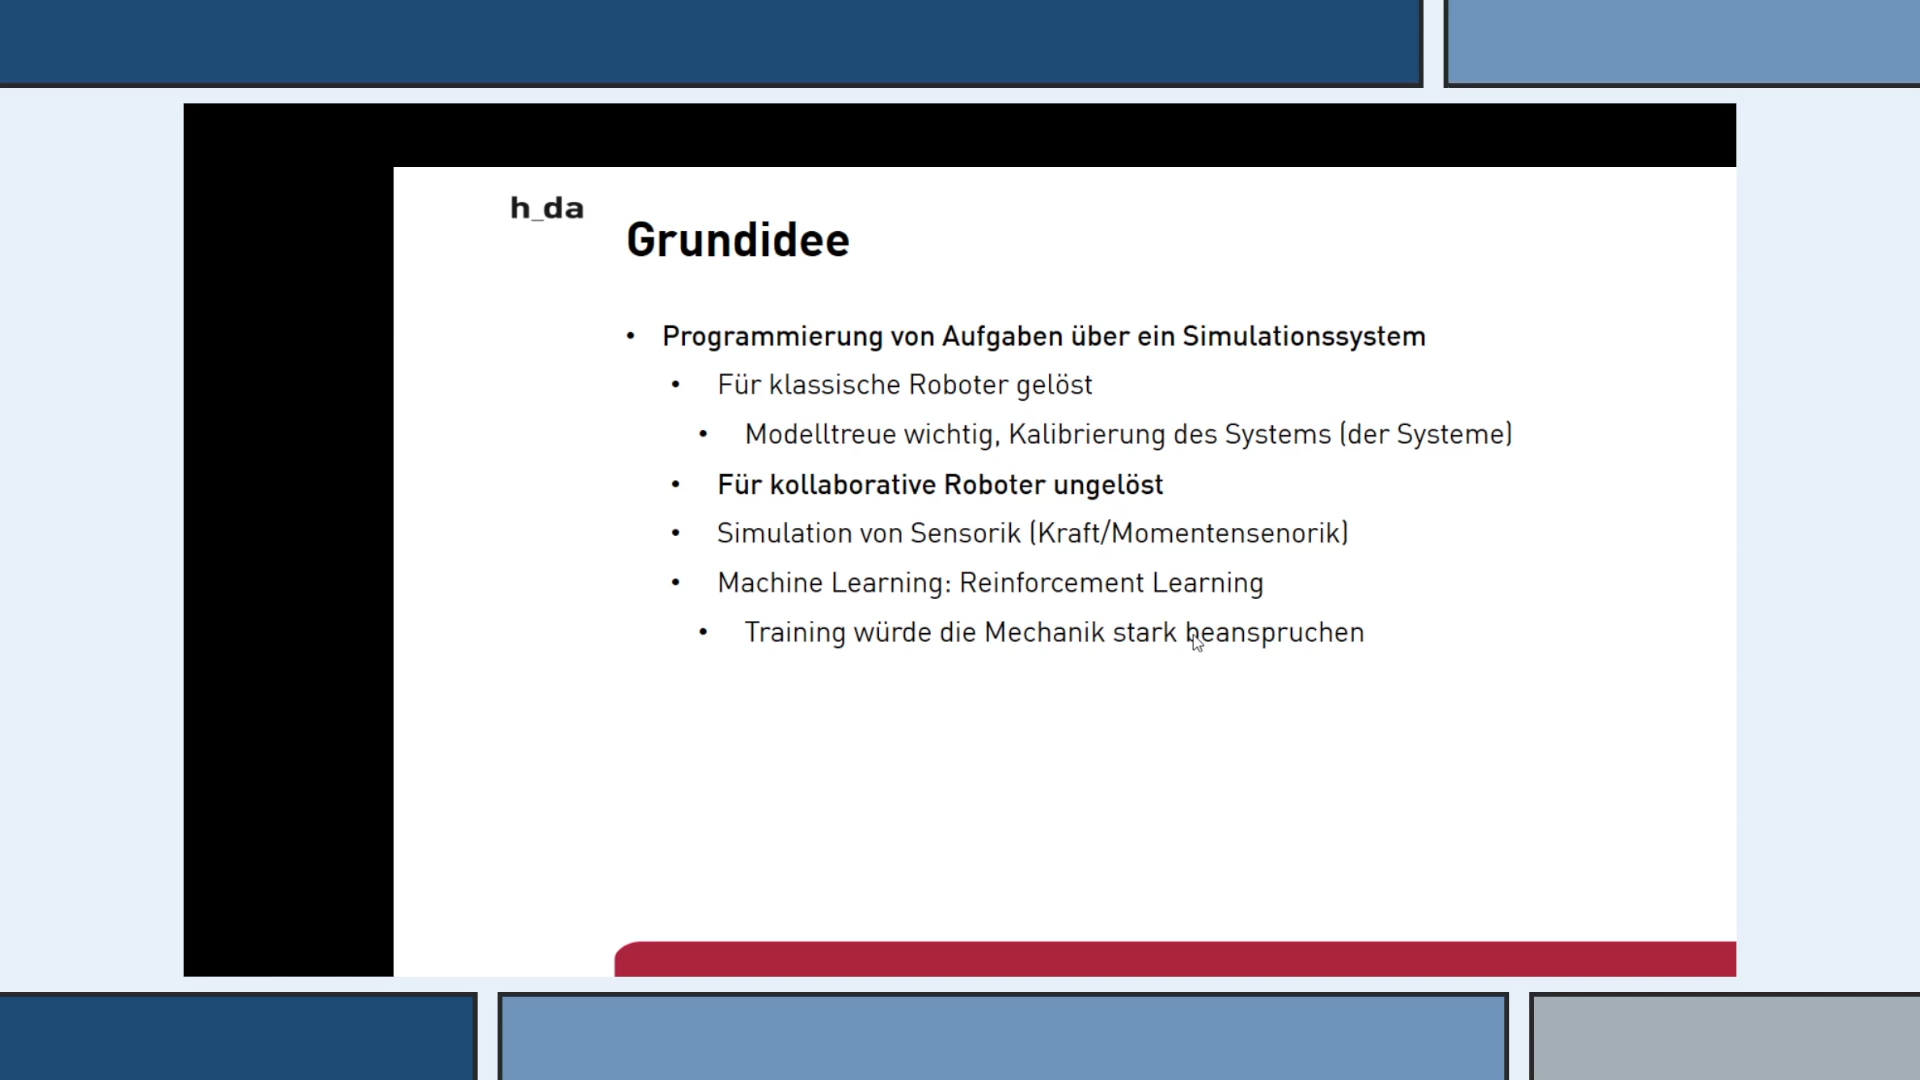 h_da
Grundidee
• Programmierung von Aufgaben über ein Simulationssystem
• Für klassische Roboter gelöst
• Modelltreue wichtig, Kalibrierung des Systems (der Systeme)
• Für kollaborative Roboter ungelöst
• Simulation von Sensorik (Kraft/Momentensenorik)
• Machine Learning: Reinforcement Learning
• Training würde die Mechanik stark beanspruchen